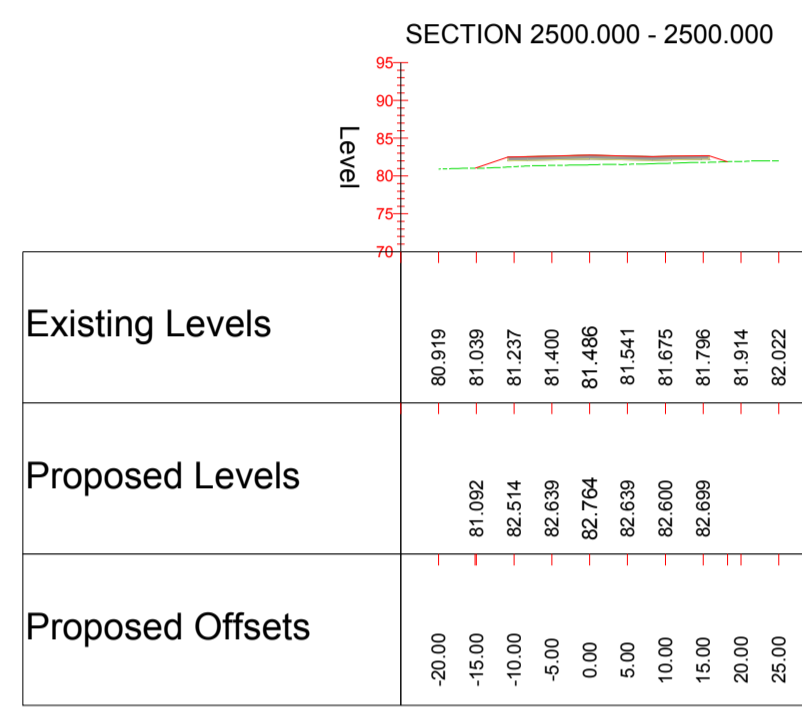 SECTION 2500.000 - 2500.000
95
90
85
80
75
70
Level
Existing Levels
80.919 81.039 81.237 81.400 81.486 81.541 81.675 81.796 81.914 82.022
Proposed Levels
81.092 82.514 82.639 82.764 82.639 82.600 82.699
Proposed Offsets
-20.00 -15.00 -10.00 -5.00 0.00 5.00 10.00 15.00 20.00 25.00